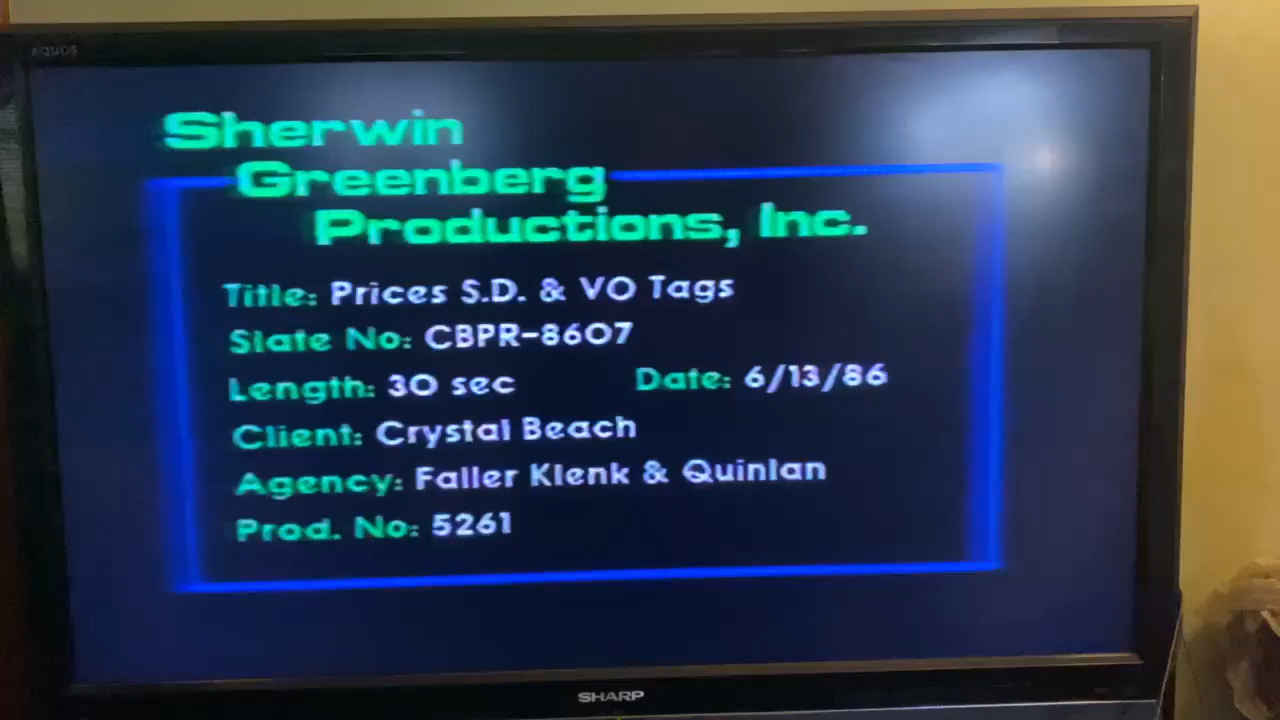 AQUOS
Sherwin
Greenberg
Productions, Inc.
Title: Prices S.D. & VO Tags
Slate No: CBPR-8607
Length: 30 sec Date: 6/13/86
Client: Crystal Beach
Agency: Faller Klenk & Quinlan
Prod. No: 5261
SHARP